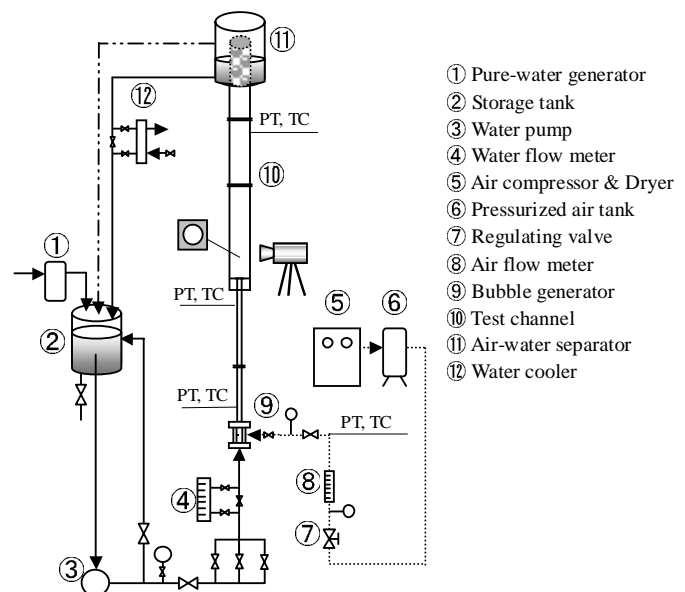 ⑪
⑫
PT, TC
⑩
①
PT, TC
⑤
⑥
②
PT, TC
⑨
PT, TC
④
⑧
⑦
③
① Pure-water generator
② Storage tank
③ Water pump
④ Water flow meter
⑤ Air compressor & Dryer
⑥ Pressurized air tank
⑦ Regulating valve
⑧ Air flow meter
⑨ Bubble generator
⑩ Test channel
⑪ Air-water separator
⑫ Water cooler